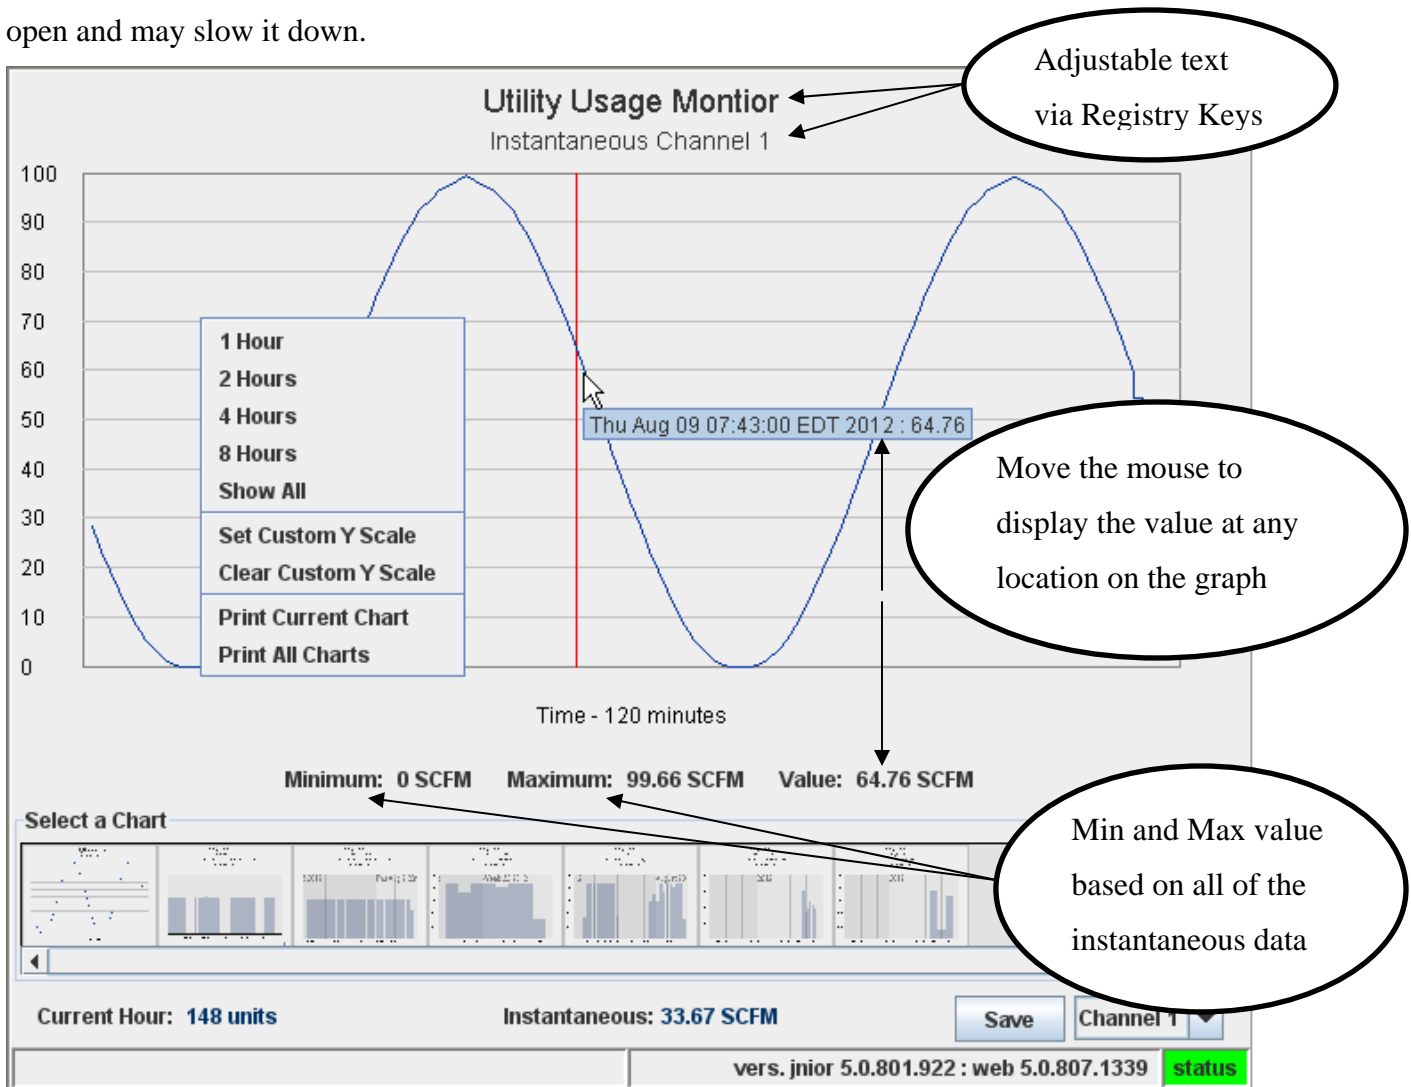 open and may slow it down.
Adjustable text
via Registry Keys
Utility Usage Montior
Instantaneous Channel 1
100
90
80
70
60
50
40
30
20
10
0
1 Hour
2 Hours
4 Hours
8 Hours
Show All
Set Custom Y Scale
Clear Custom Y Scale
Print Current Chart
Print All Charts
Thu Aug 09 07:43:00 EDT 2012 : 64.76
Move the mouse to
display the value at any
location on the graph
Time - 120 minutes
Minimum: 0 SCFM Maximum: 99.66 SCFM Value: 64.76 SCFM
Select a Chart
Min and Max value
based on all of the
instantaneous data
Current Hour: 148 units Instantaneous: 33.67 SCFM Save Channel 1
vers. jnior 5.0.801.922 : web 5.0.807.1339 status